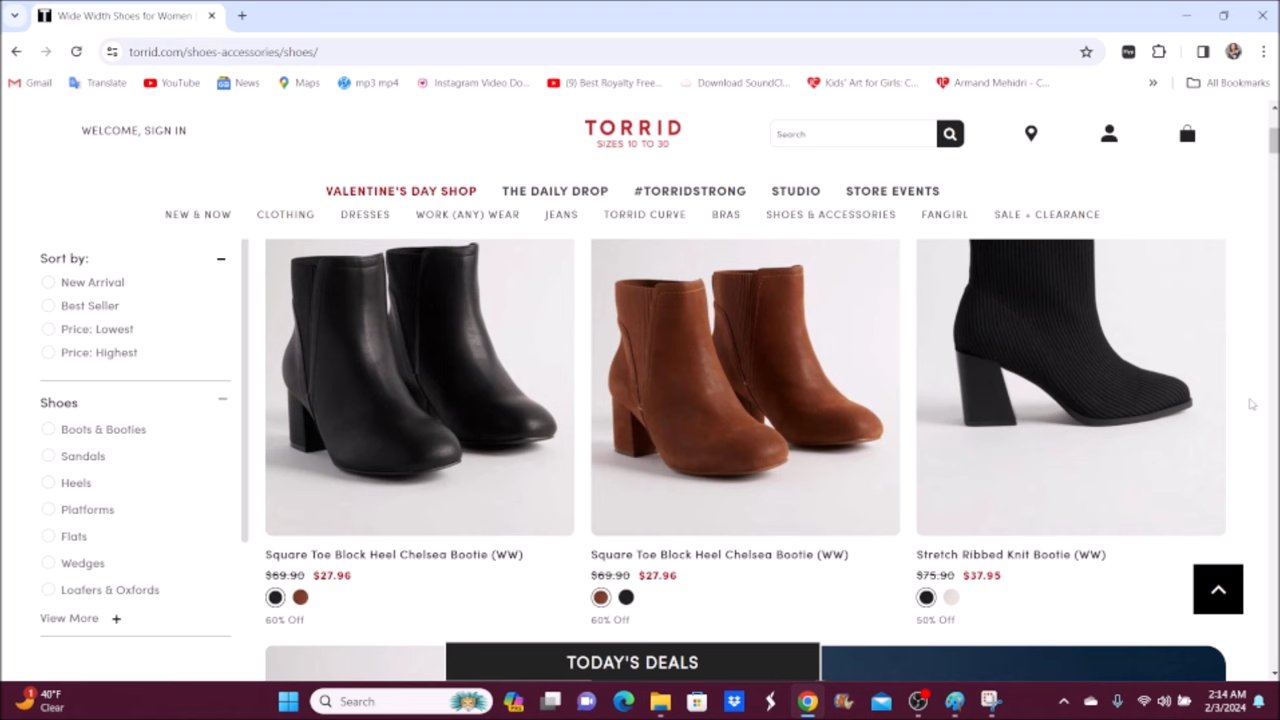 Wide Width Shoes for Women
torrid.com/shoes-accessories/shoes/
Gmail
Translate
YouTube
News
Maps
mp3 mp4
Instagram Video Do...
(9) Best Royalty Free...
Download SoundCl...
Kids' Art for Girls: C...
Armand Mehidri - C...
»
All Bookmarks
WELCOME, SIGN IN
TORRID
SIZES 10 TO 30
Search
VALENTINE'S DAY SHOP
THE DAILY DROP
#TORRIDSTRONG
STUDIO
STORE EVENTS
NEW & NOW
CLOTHING
DRESSES
WORK (ANY) WEAR
JEANS
TORRID CURVE
BRAS
SHOES & ACCESSORIES
FANGIRL
SALE + CLEARANCE
Sort by:
New Arrival
Best Seller
Price: Lowest
Price: Highest
Shoes
Boots & Booties
Sandals
Heels
Platforms
Flats
Wedges
Loafers & Oxfords
View More +
Square Toe Block Heel Chelsea Bootie (WW)
$69.90 $27.96
60% Off
Square Toe Block Heel Chelsea Bootie (WW)
$69.90 $27.96
60% Off
Stretch Ribbed Knit Bootie (WW)
$75.90 $37.95
50% Off
TODAY'S DEALS
1
40°F
Clear
Search
2:14 AM
2/3/2024